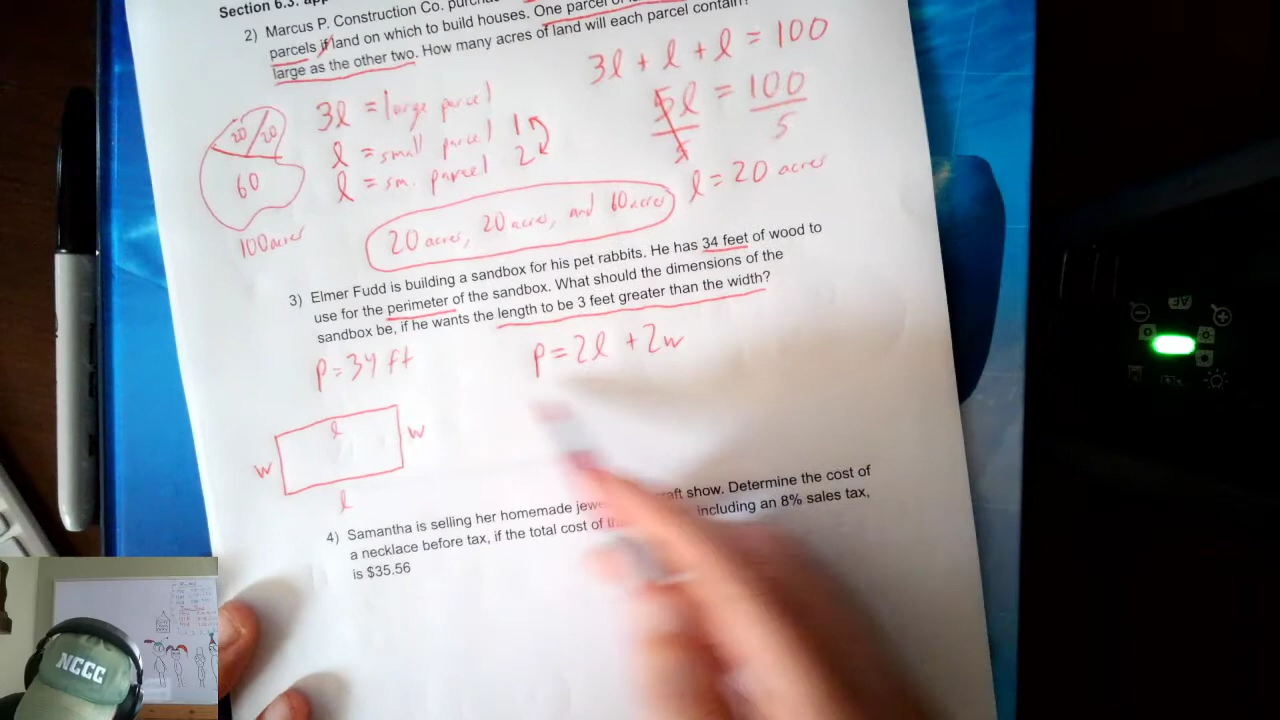 Section 6.3:
2) Marcus P. Construction Co.
parcels of land on which to build houses. One parcel
large as the other two. How many acres of land will each parcel contain?
3l + l + l = 100
3l = large parcel
5l = 100
5 5
20 20
l = small parcel 1
l = sm. parcel 2
60
l = 20 acres
100 acres
20 acres, 20 acres, and 60 acres
3) Elmer Fudd is building a sandbox for his pet rabbits. He has 34 feet of wood to
use for the perimeter of the sandbox. What should the dimensions of the
sandbox be, if he wants the length to be 3 feet greater than the width?
P = 34 ft
P = 2l + 2w
l
w
w
l
4) Samantha is selling her homemade show. Determine the cost of
a necklace before tax, if the total cost of including an 8% sales tax,
is $35.56
NCCC